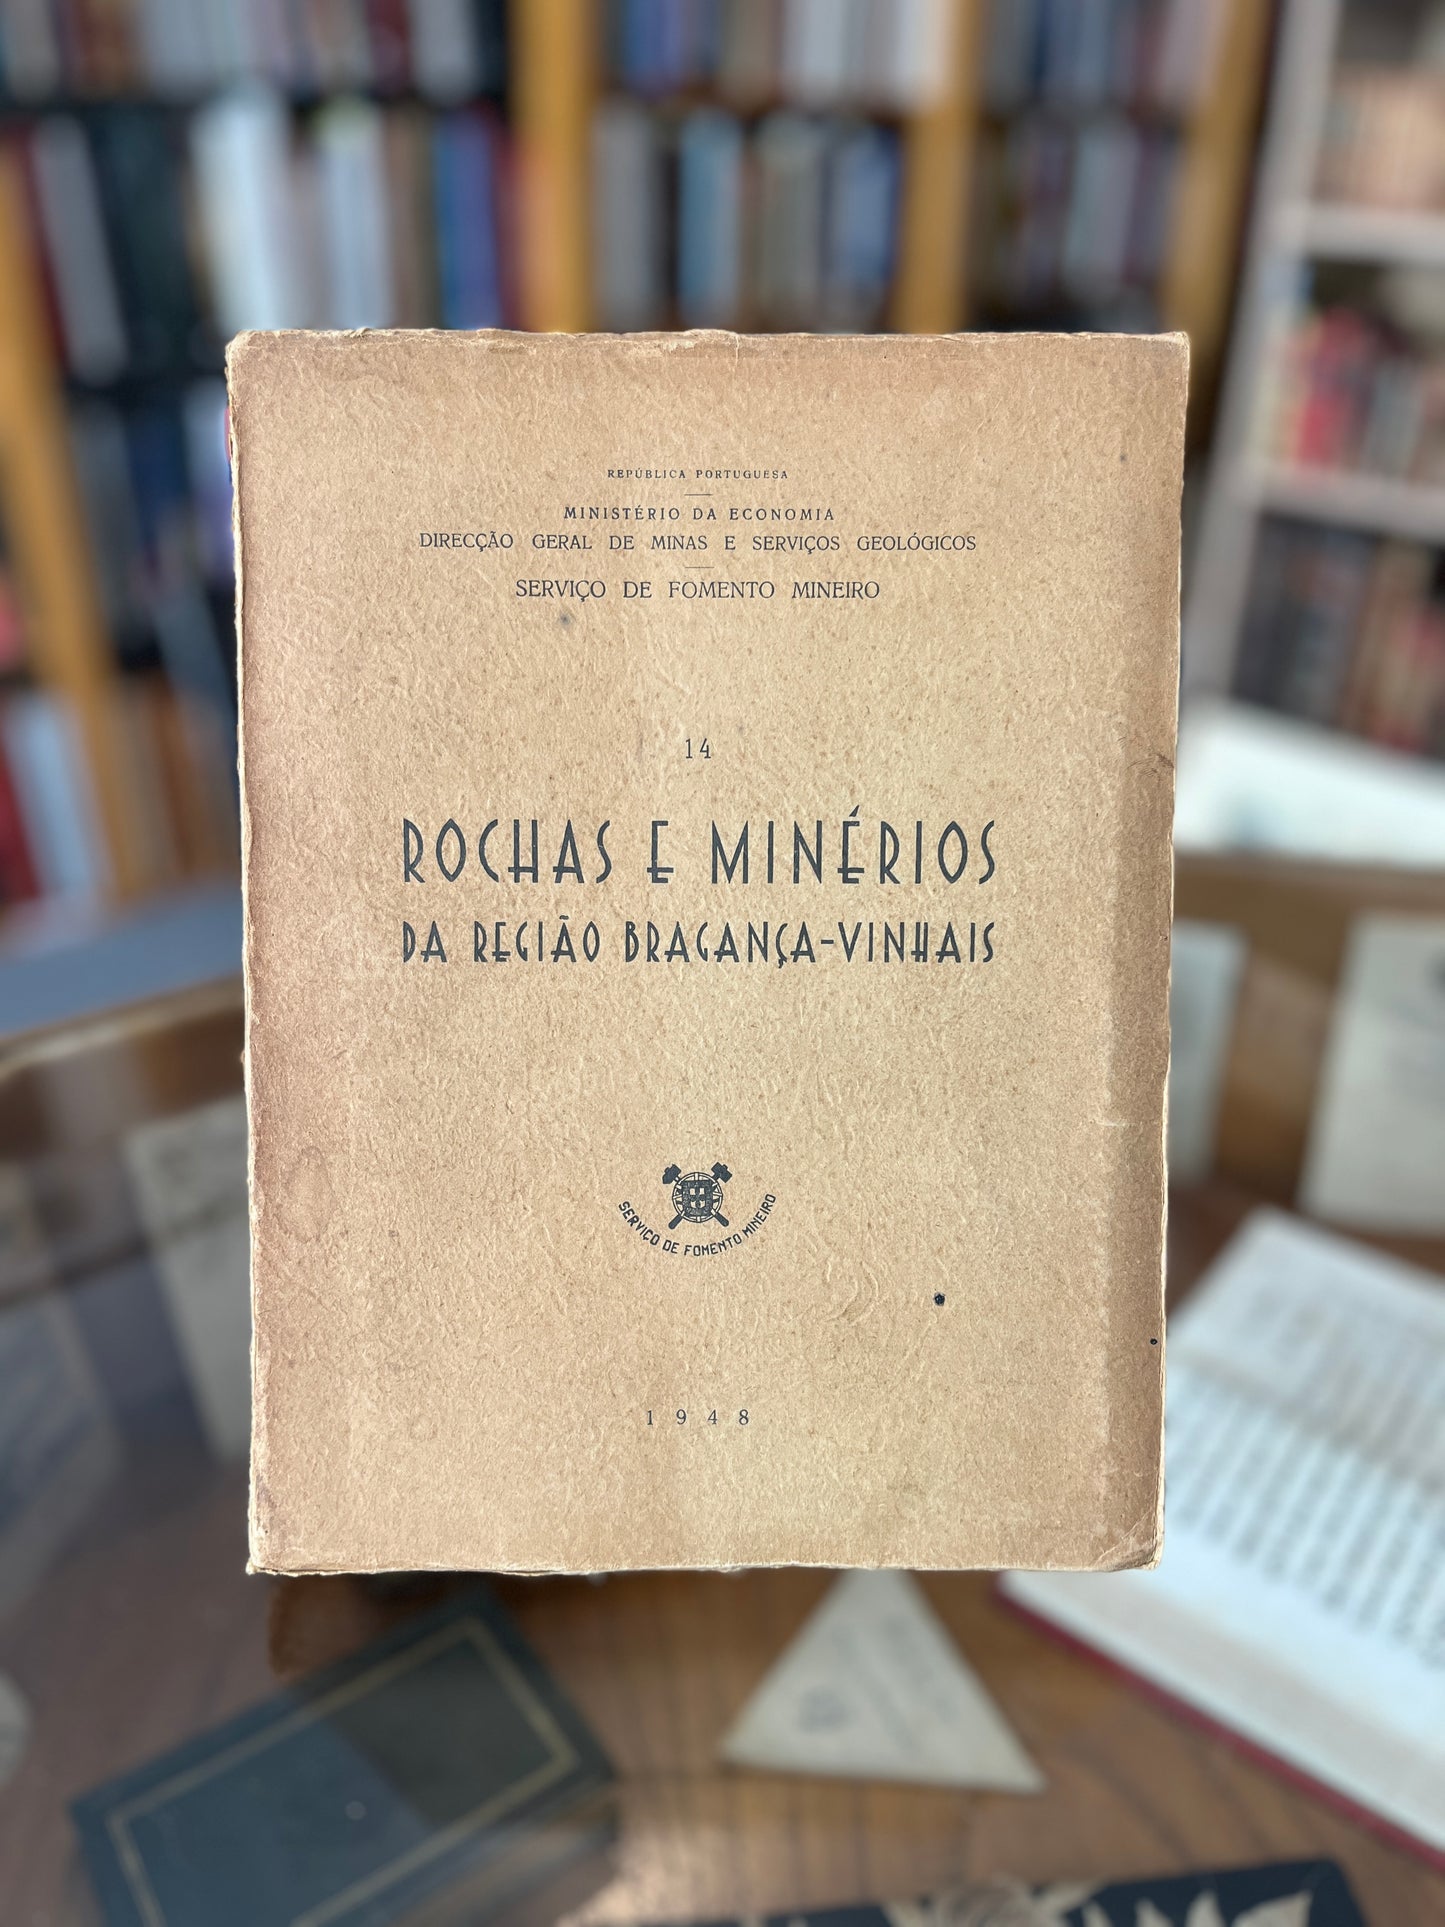 REPÚBLICA PORTUGUESA
MINISTÉRIO DA ECONOMIA
DIRECÇÃO GERAL DE MINAS E SERVIÇOS GEOLÓGICOS
SERVIÇO DE FOMENTO MINEIRO
14
ROCHAS E MINÉRIOS
DA REGIÃO BRAGANÇA-VINHAIS
SERVIÇO DE FOMENTO MINEIRO
1948